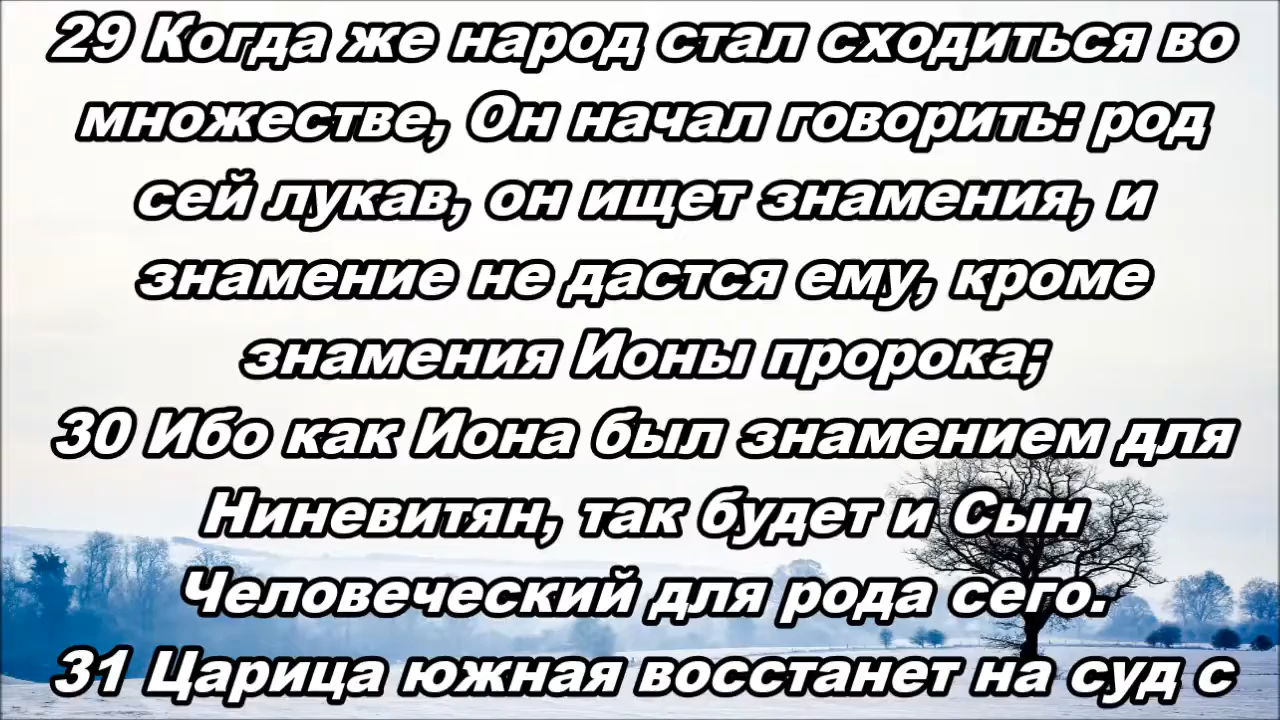 29 Когда же народ стал сходиться во
множестве, Он начал говорить: род
сей лукав, он ищет знамения, и
знамение не дастся ему, кроме
знамения Ионы пророка;
30 Ибо как Иона был знамением для
Ниневитян, так будет и Сын
Человеческий для рода сего.
31 Царица южная восстанет на суд с